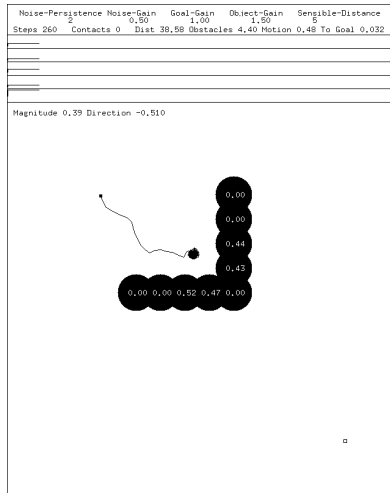 Noise-Persistence Noise-Gain Goal-Gain Object-Gain Sensible-Distance
2 0.50 1.00 1.50 5
Steps 260 Contacts 0 Dist 38.58 Obstacles 4.40 Motion 0.48 To Goal 0.032
Magnitude 0.39 Direction -0.510
0.00
0.00
0.44
0.43
0.00 0.00 0.52 0.47 0.00